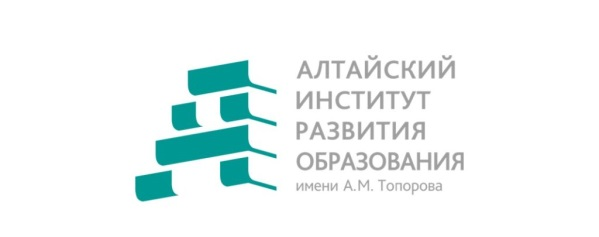 АЛТАЙСКИЙ
ИНСТИТУТ
РАЗВИТИЯ
ОБРАЗОВАНИЯ
имени А.М. Топорова